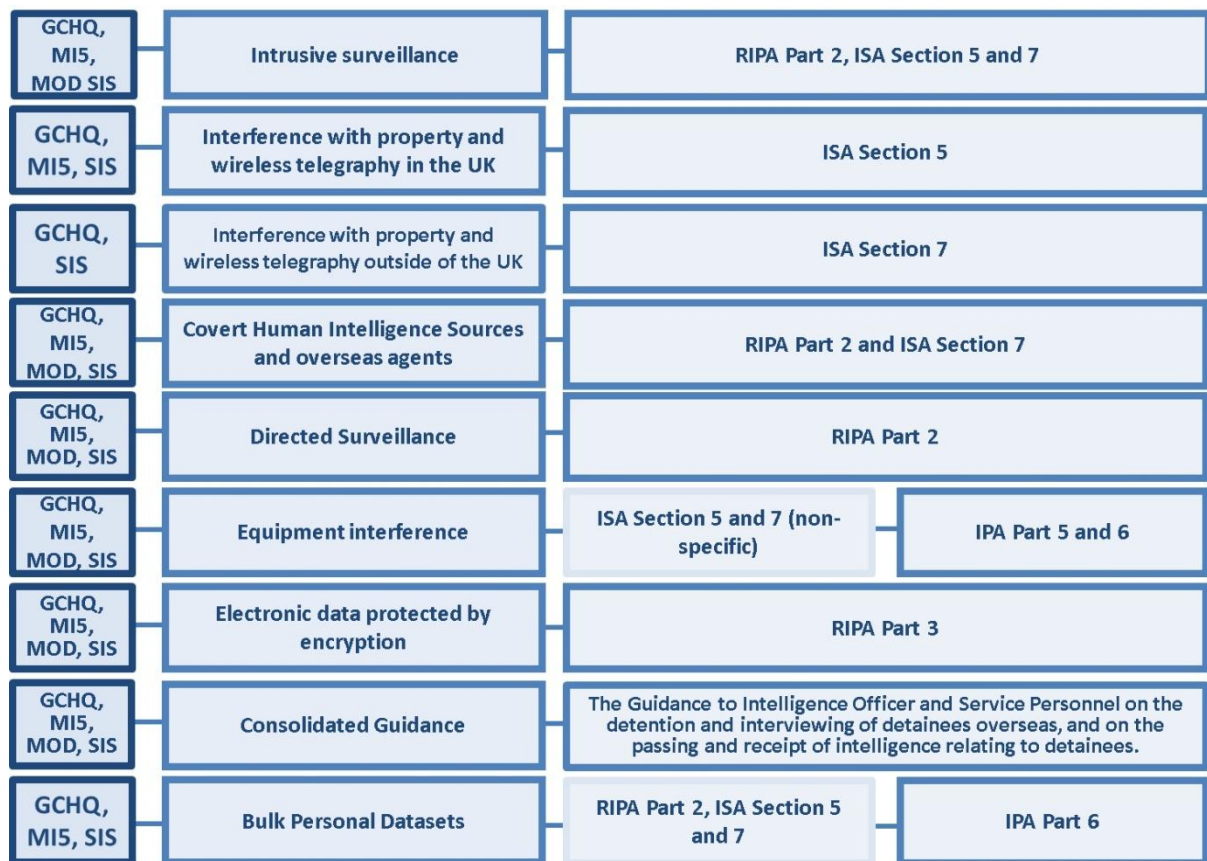 GCHQ,
MI5,
MOD SIS
Intrusive surveillance
RIPA Part 2, ISA Section 5 and 7
GCHQ,
MI5, SIS
Interference with property and
wireless telegraphy in the UK
ISA Section 5
GCHQ,
SIS
Interference with property and
wireless telegraphy outside of the UK
ISA Section 7
GCHQ,
MI5,
MOD, SIS
Covert Human Intelligence Sources
and overseas agents
RIPA Part 2 and ISA Section 7
GCHQ,
MI5,
MOD, SIS
Directed Surveillance
RIPA Part 2
GCHQ,
MI5,
MOD, SIS
Equipment interference
ISA Section 5 and 7 (non-
specific)
IPA Part 5 and 6
GCHQ,
MI5,
MOD, SIS
Electronic data protected by
encryption
RIPA Part 3
GCHQ,
MI5,
MOD, SIS
Consolidated Guidance
The Guidance to Intelligence Officer and Service Personnel on the
detention and interviewing of detainees overseas, and on the
passing and receipt of intelligence relating to detainees.
GCHQ,
MI5, SIS
Bulk Personal Datasets
RIPA Part 2, ISA Section 5
and 7
IPA Part 6